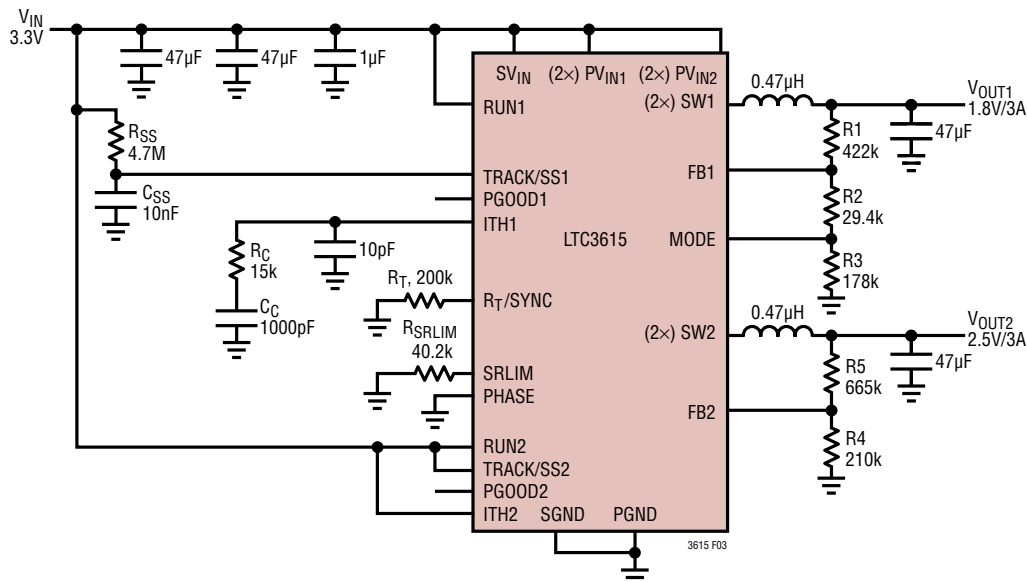 VIN
3.3V
47µF
47µF
1µF
SVIN
(2×) PVIN1
(2×) PVIN2
RUN1
(2×) SW1
0.47µH
VOUT1
1.8V/3A
RSS
4.7M
R1
422k
47µF
TRACK/SS1
FB1
CSS
10nF
PGOOD1
R2
29.4k
ITH1
LTC3615
MODE
RC
15k
10pF
R3
178k
RT, 200k
RT/SYNC
CC
1000pF
0.47µH
VOUT2
2.5V/3A
RSRLIM
40.2k
(2×) SW2
SRLIM
R5
665k
47µF
PHASE
FB2
RUN2
R4
210k
TRACK/SS2
PGOOD2
ITH2
SGND
PGND
3615 F03